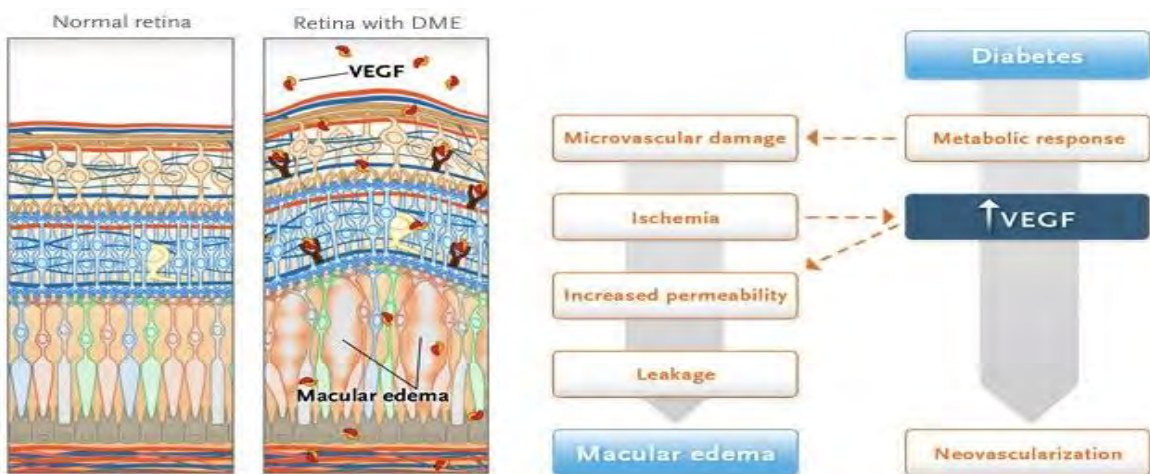 Normal retina
Retina with DME
VEGF
Macular edema
Diabetes
Microvascular damage
Metabolic response
Ischemia
↑VEGF
Increased permeability
Leakage
Macular edema
Neovascularization